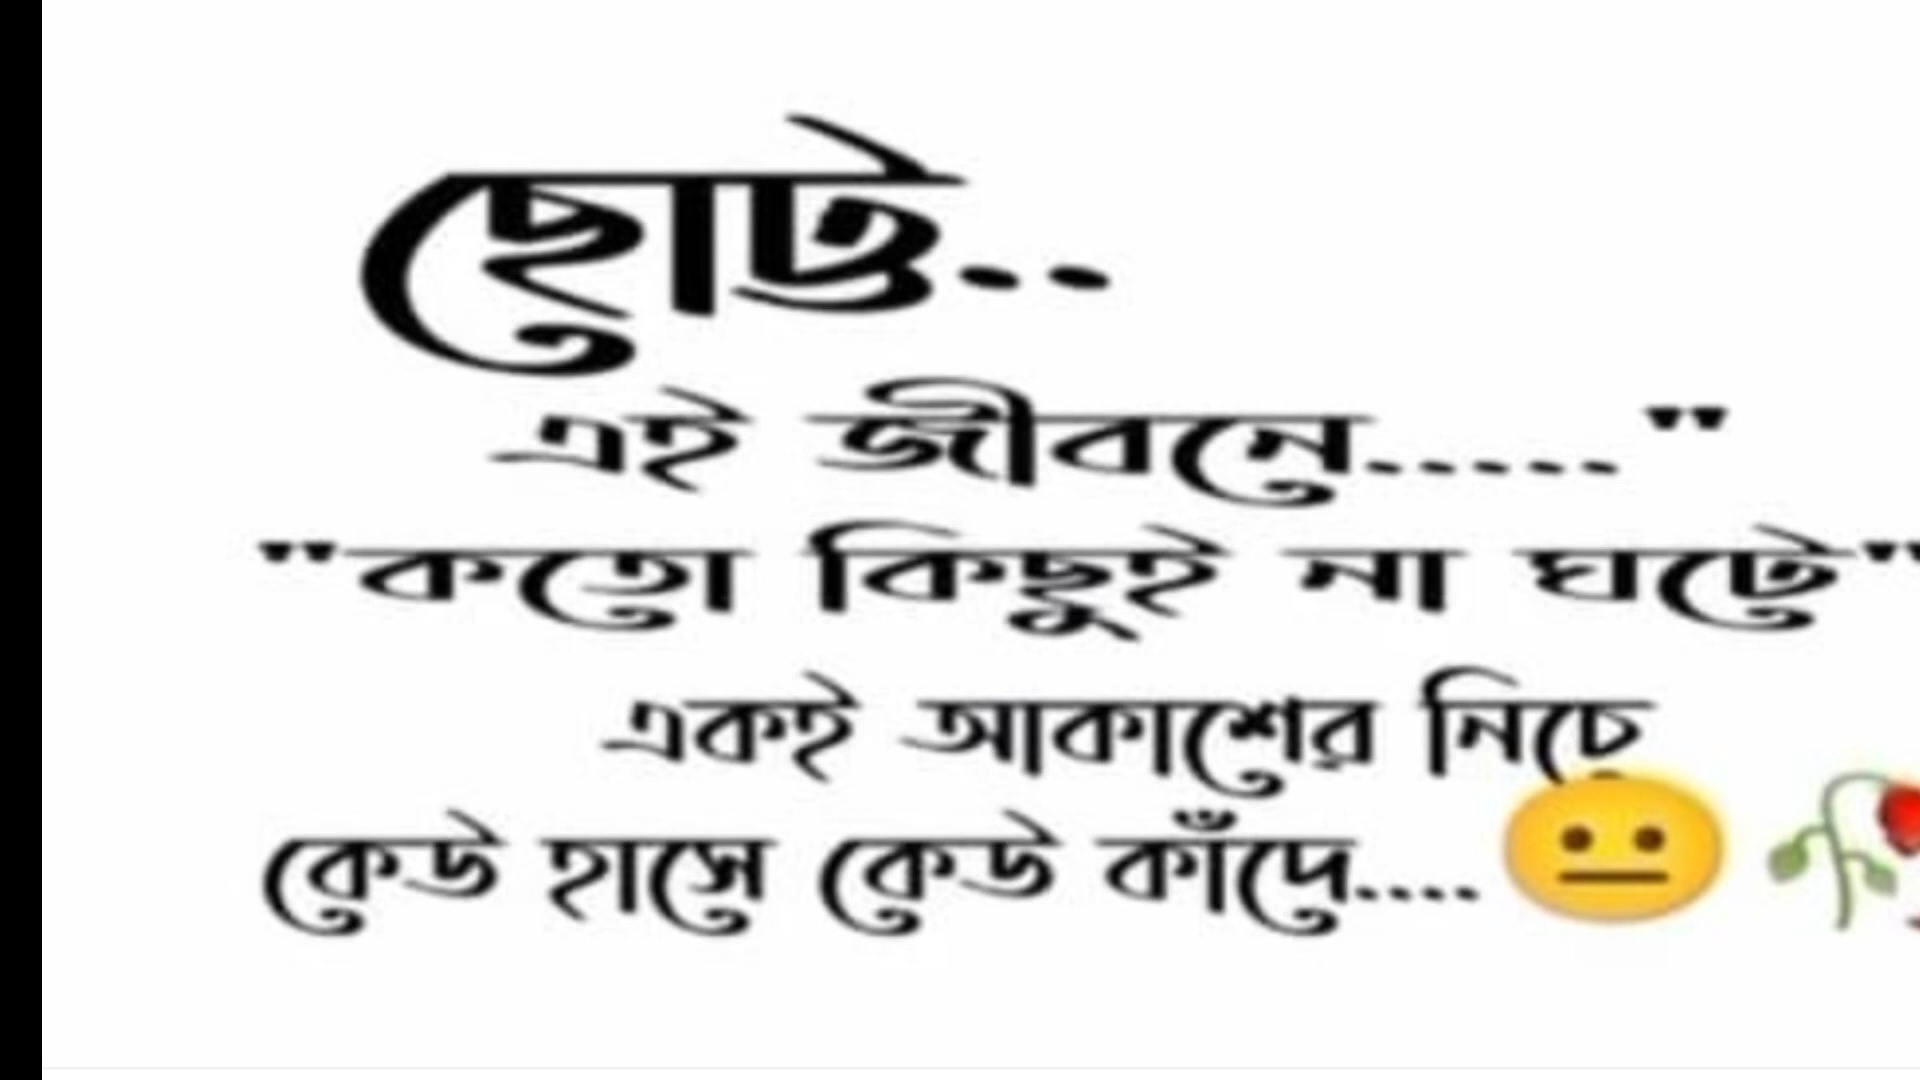 ছোট্ট..
এই জীবনে....."
"কতো কিছুই না ঘটে"
একই আকাশের নিচে
কেউ হাসে কেউ কাঁদে....😐🥀